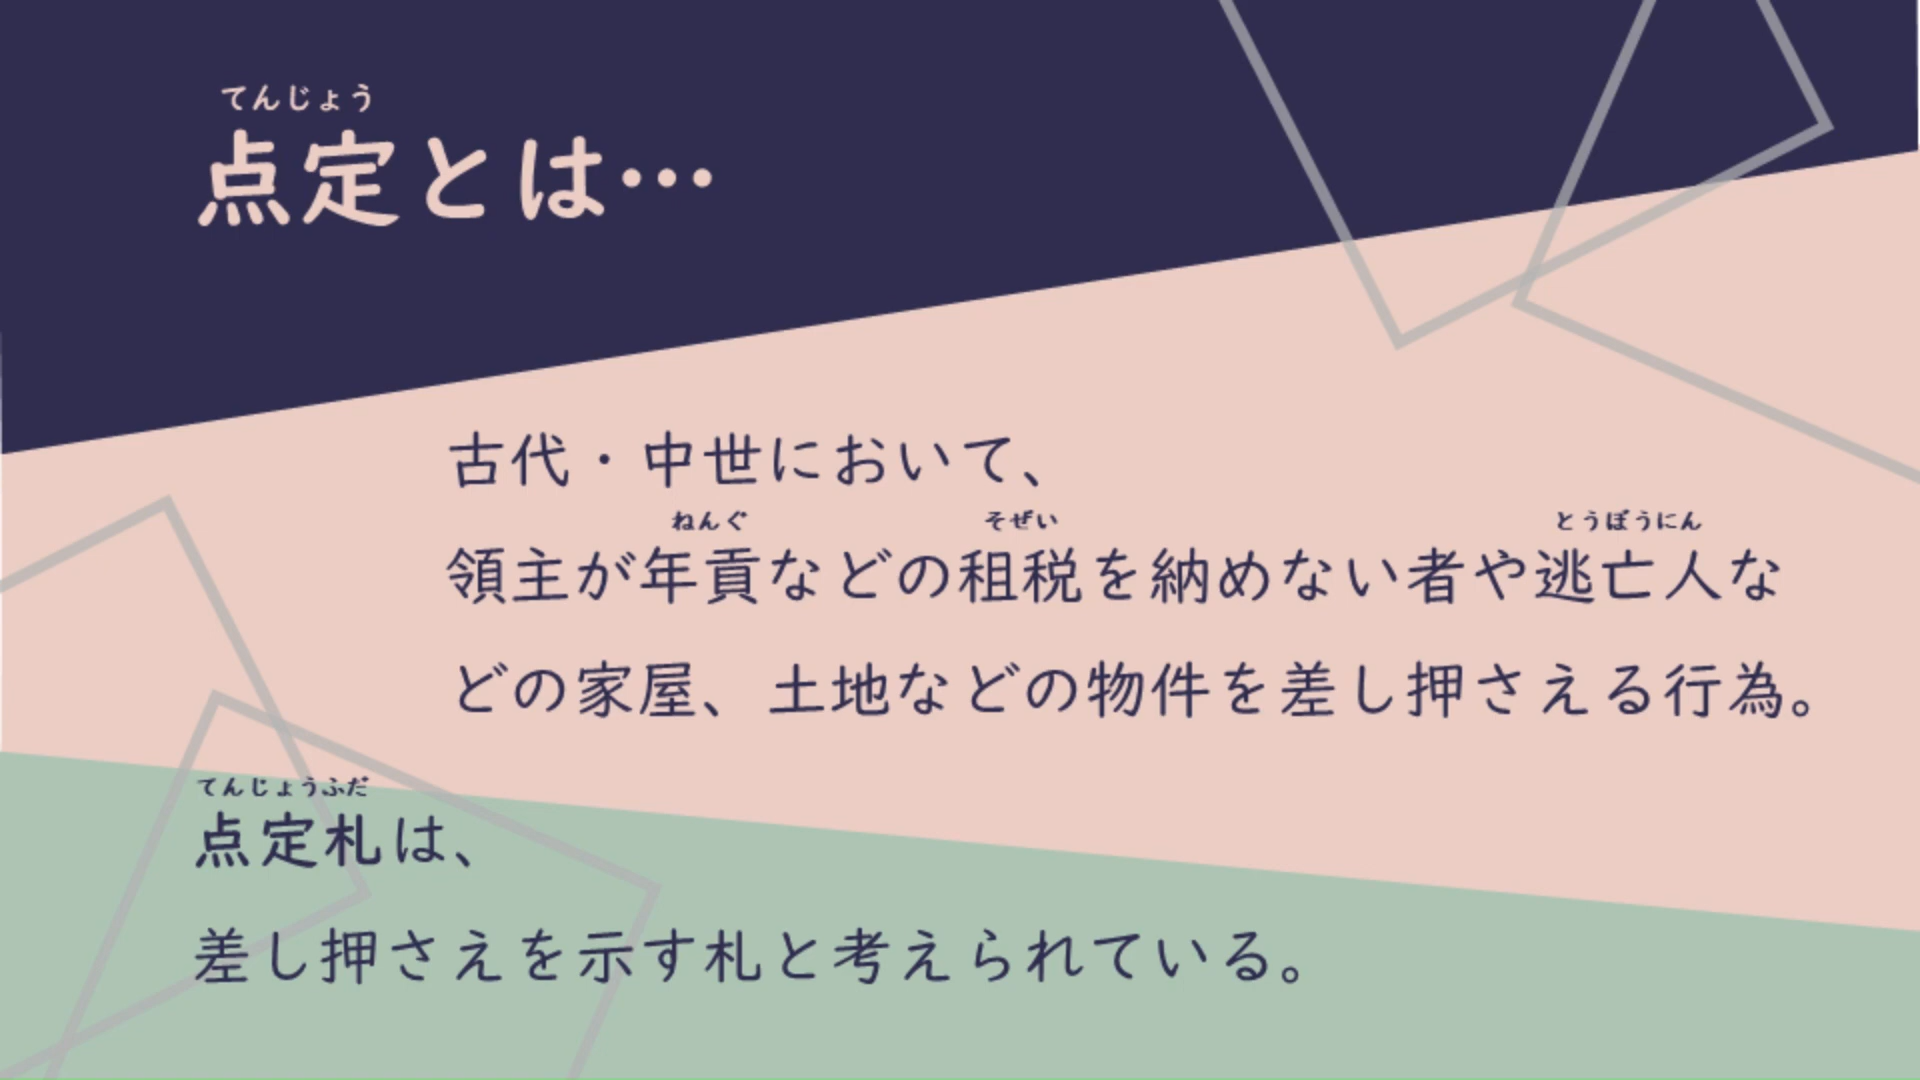 てんじょう
点定とは…
古代・中世において、
ねんぐ そぜい とうぼうにん
領主が年貢などの租税を納めない者や逃亡人な
どの家屋、土地などの物件を差し押さえる行為。
てんじょうふだ
点定札は、
差し押さえを示す札と考えられている。